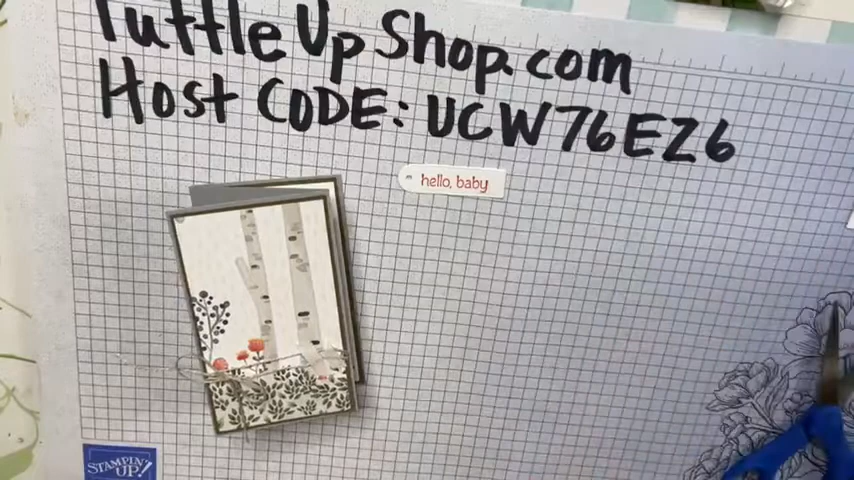 TuttleUpShop.com
Host CODE: UCW76EZ6
hello, baby
STAMPIN' UP!